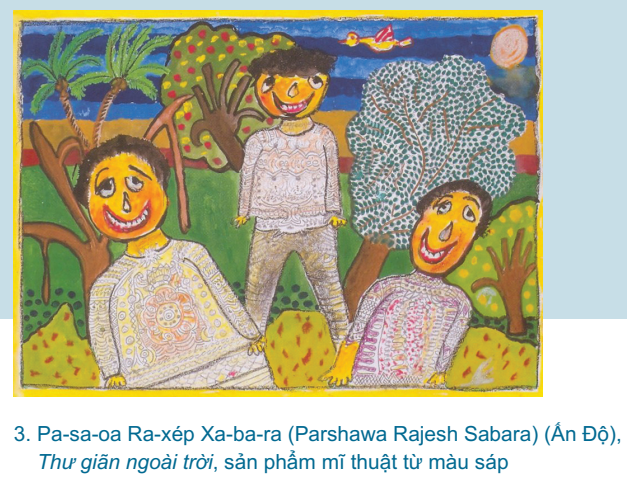 3. Pa-sa-oa Ra-xép Xa-ba-ra (Parshawa Rajesh Sabara) (Ấn Độ),
Thư giãn ngoài trời, sản phẩm mĩ thuật từ màu sáp